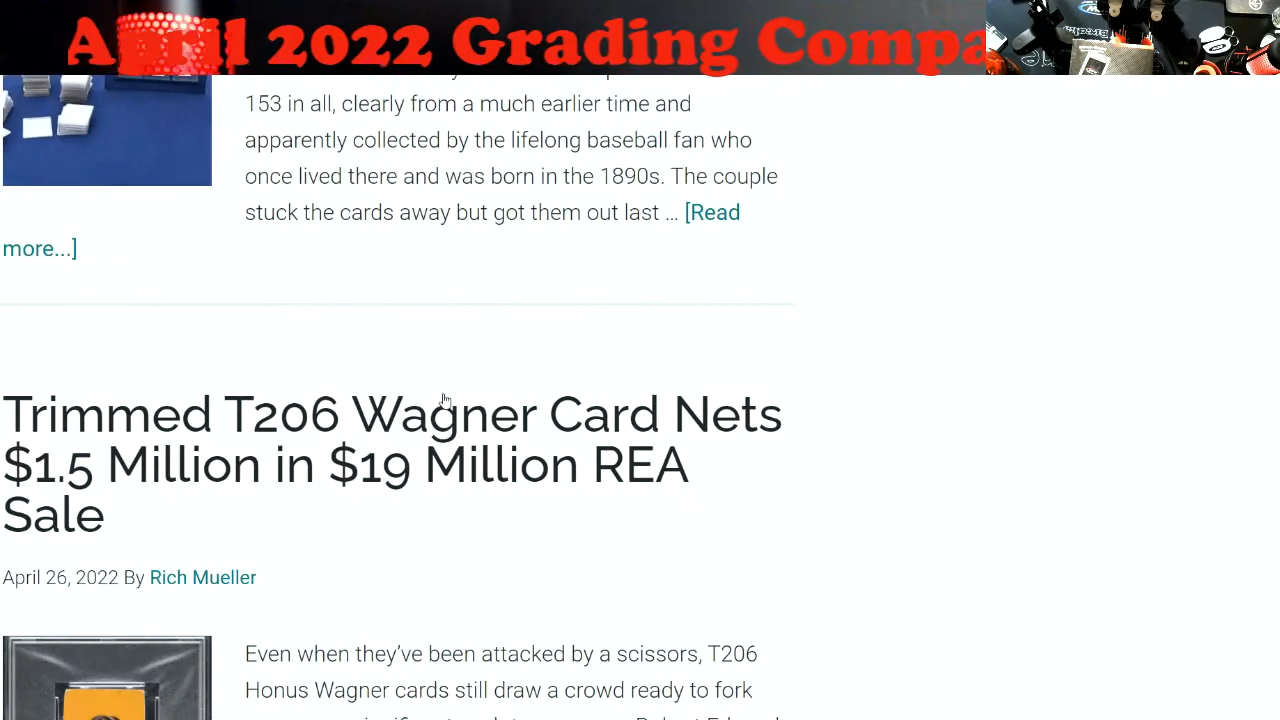 April 2022 Grading Compa
153 in all, clearly from a much earlier time and
apparently collected by the lifelong baseball fan who
once lived there and was born in the 1890s. The couple
stuck the cards away but got them out last ... [Read
more...]
Trimmed T206 Wagner Card Nets
$1.5 Million in $19 Million REA
Sale
April 26, 2022 By Rich Mueller
Even when they've been attacked by a scissors, T206
Honus Wagner cards still draw a crowd ready to fork